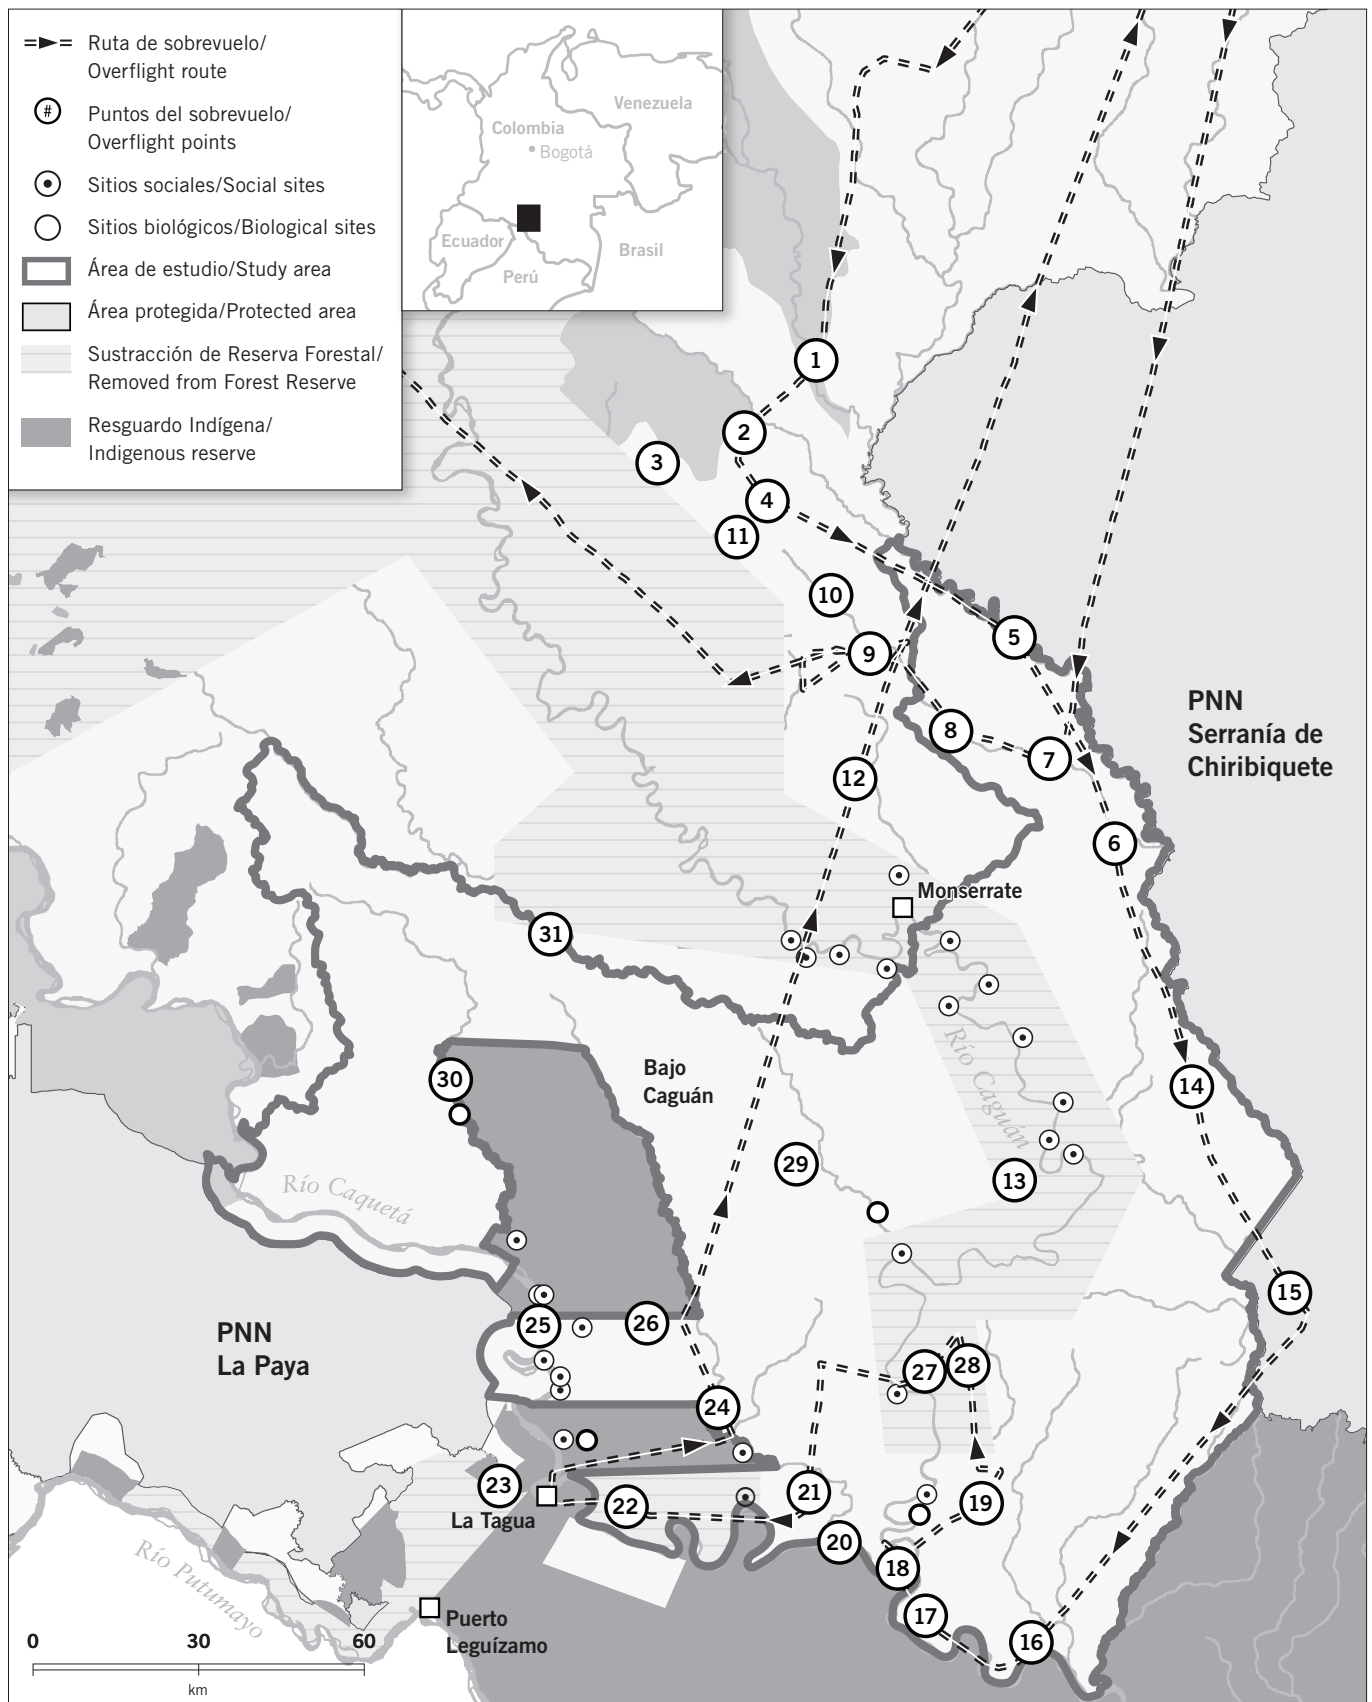 Ruta de sobrevuelo/
Overflight route
#
Puntos del sobrevuelo/
Overflight points
Sitios sociales/Social sites
Sitios biológicos/Biological sites
Área de estudio/Study area
Área protegida/Protected area
Sustracción de Reserva Forestal/
Removed from Forest Reserve
Resguardo Indígena/
Indigenous reserve
Venezuela
Colombia
Bogotá
Ecuador
Brasil
Perú
1
2
3
4
11
10
5
9
PNN
Serranía de
Chiribiquete
8
7
12
6
Monserrate
31
Río Caguán
Bajo
Caguán
30
14
29
13
Río Caquetá
15
25
26
PNN
La Paya
27
28
24
23
22
21
19
La Tagua
20
18
Río Putumayo
17
16
Puerto
Leguízamo
0
30
60
km